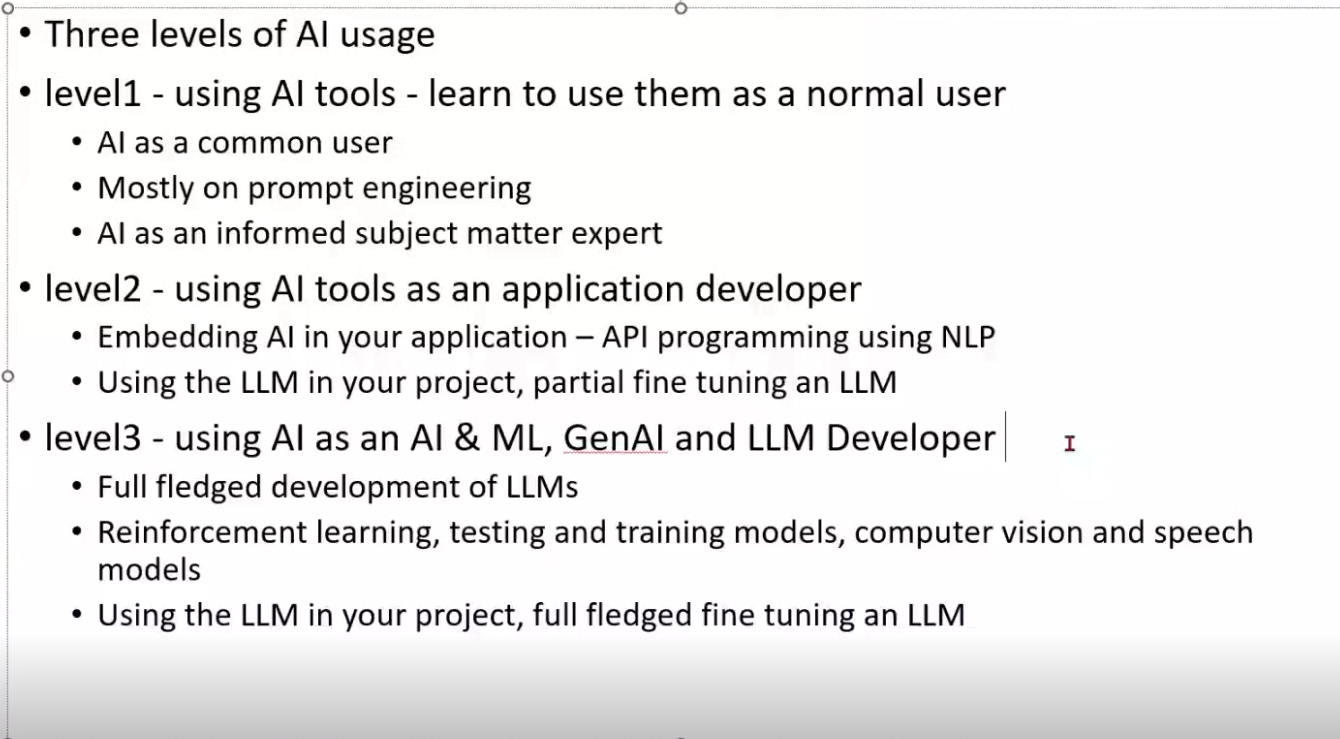 • Three levels of AI usage
• level1 - using AI tools - learn to use them as a normal user
• AI as a common user
• Mostly on prompt engineering
• AI as an informed subject matter expert
• level2 - using AI tools as an application developer
• Embedding AI in your application – API programming using NLP
• Using the LLM in your project, partial fine tuning an LLM
• level3 - using AI as an AI & ML, GenAI and LLM Developer
• Full fledged development of LLMs
• Reinforcement learning, testing and training models, computer vision and speech
models
• Using the LLM in your project, full fledged fine tuning an LLM